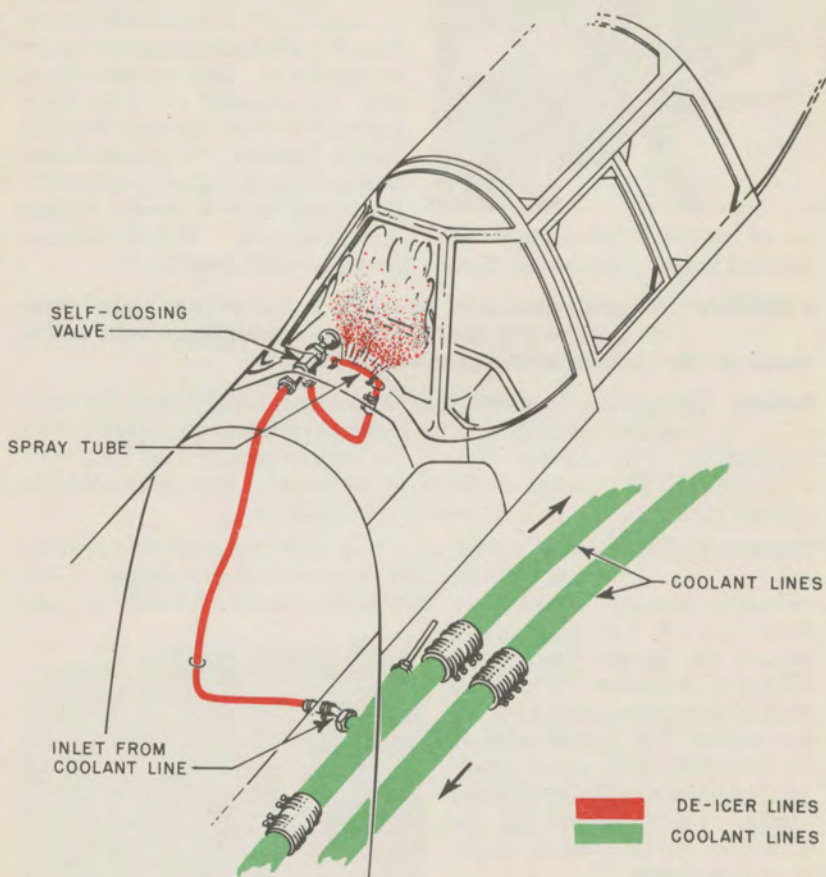 SELF-CLOSING
VALVE
SPRAY TUBE
COOLANT LINES
INLET FROM
COOLANT LINE
DE-ICER LINES
COOLANT LINES